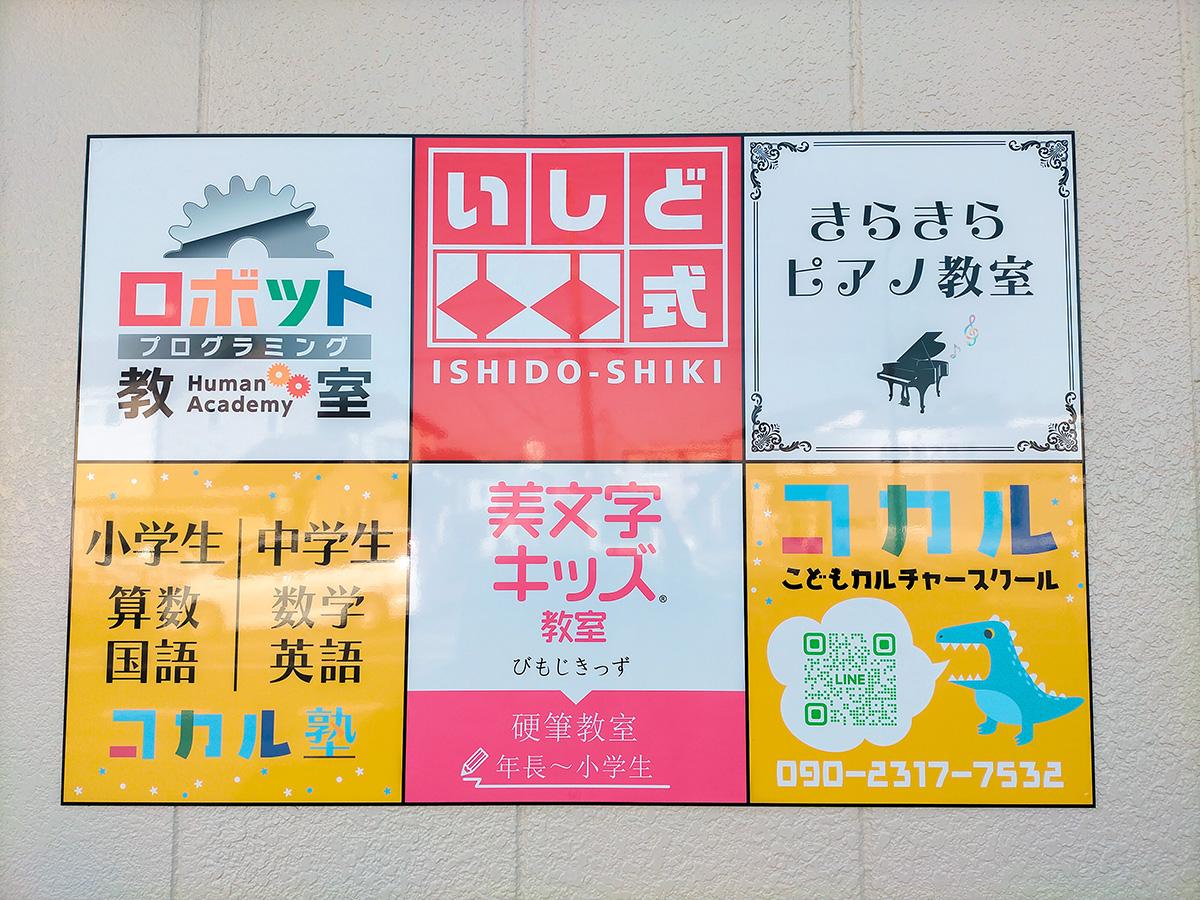 ロボット
プログラミング
教 Human Academy 室
いしど
式
ISHIDO-SHIKI
きらきら
ピアノ教室
小学生
算数
国語
中学生
数学
英語
コカル塾
美文字
キッズ®
教室
びもじきっず
硬筆教室
年長～小学生
コカル
こどもカルチャースクール
LINE
090-2317-7532